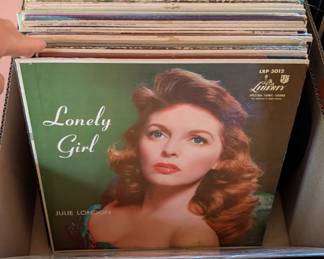 LRP 3012
Liberty
Lonely
Girl
JULIE LONDON